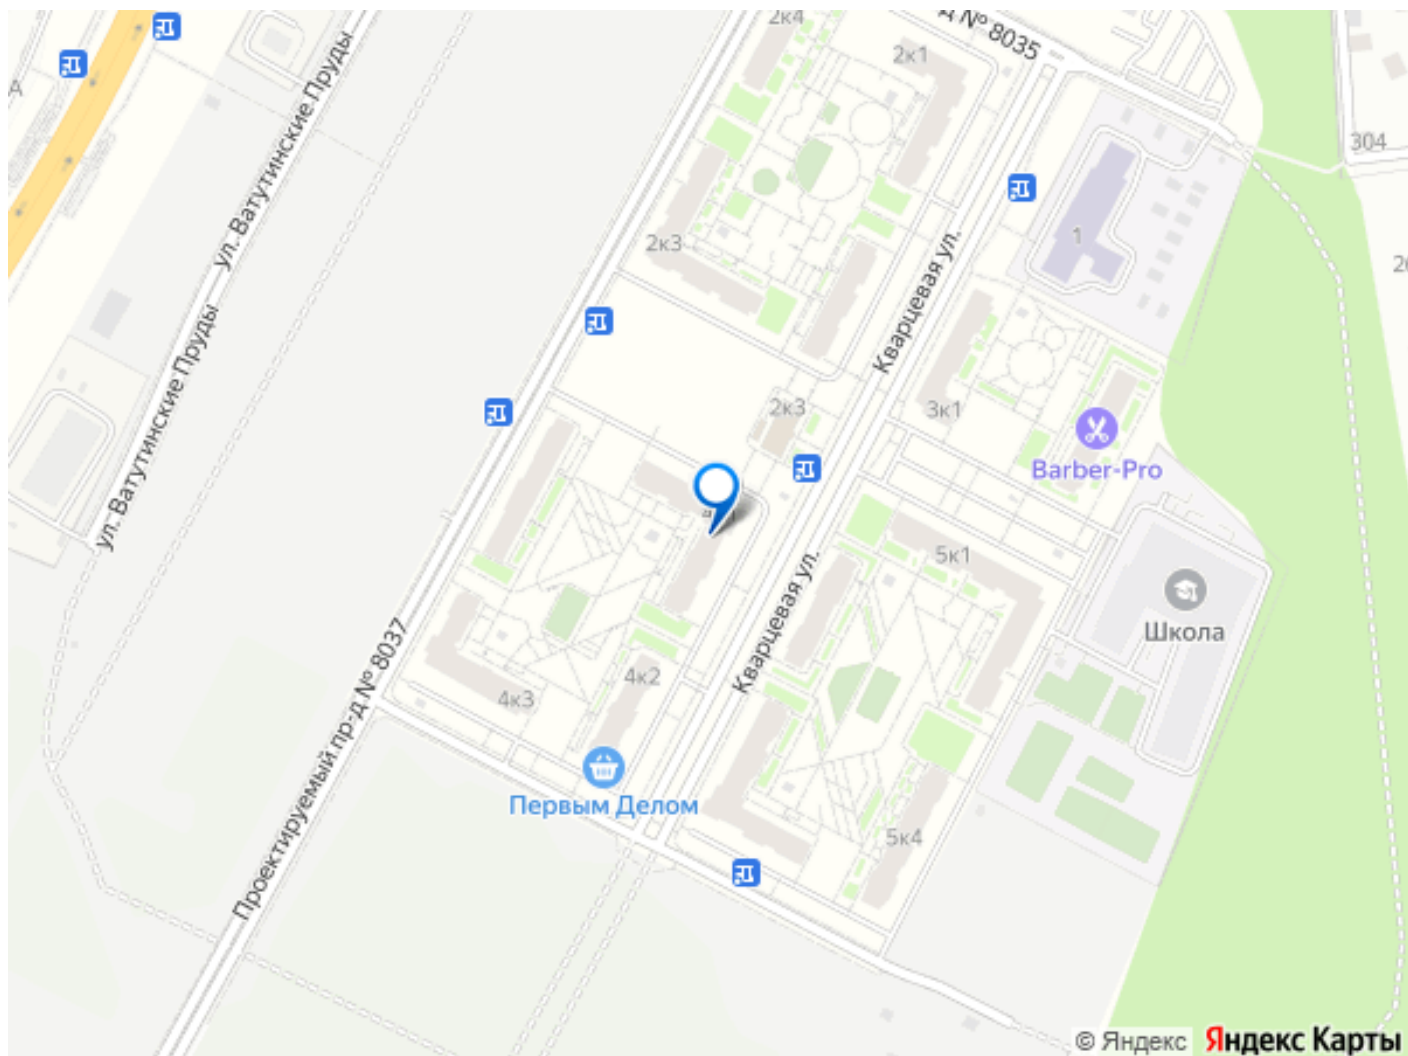 2к4
д № 8035
2к1
А
ул. Ватутинские Пруды
304
2к3
1
Кварцевая ул.
ул. Ватутинские Пруды
2к3
3к1
Barber-Pro
5к1
Кварцевая ул.
Школа
Проектируемый пр-д № 8037
4к2
4к3
Первым Делом
5к4
© Яндекс Яндекс Карты